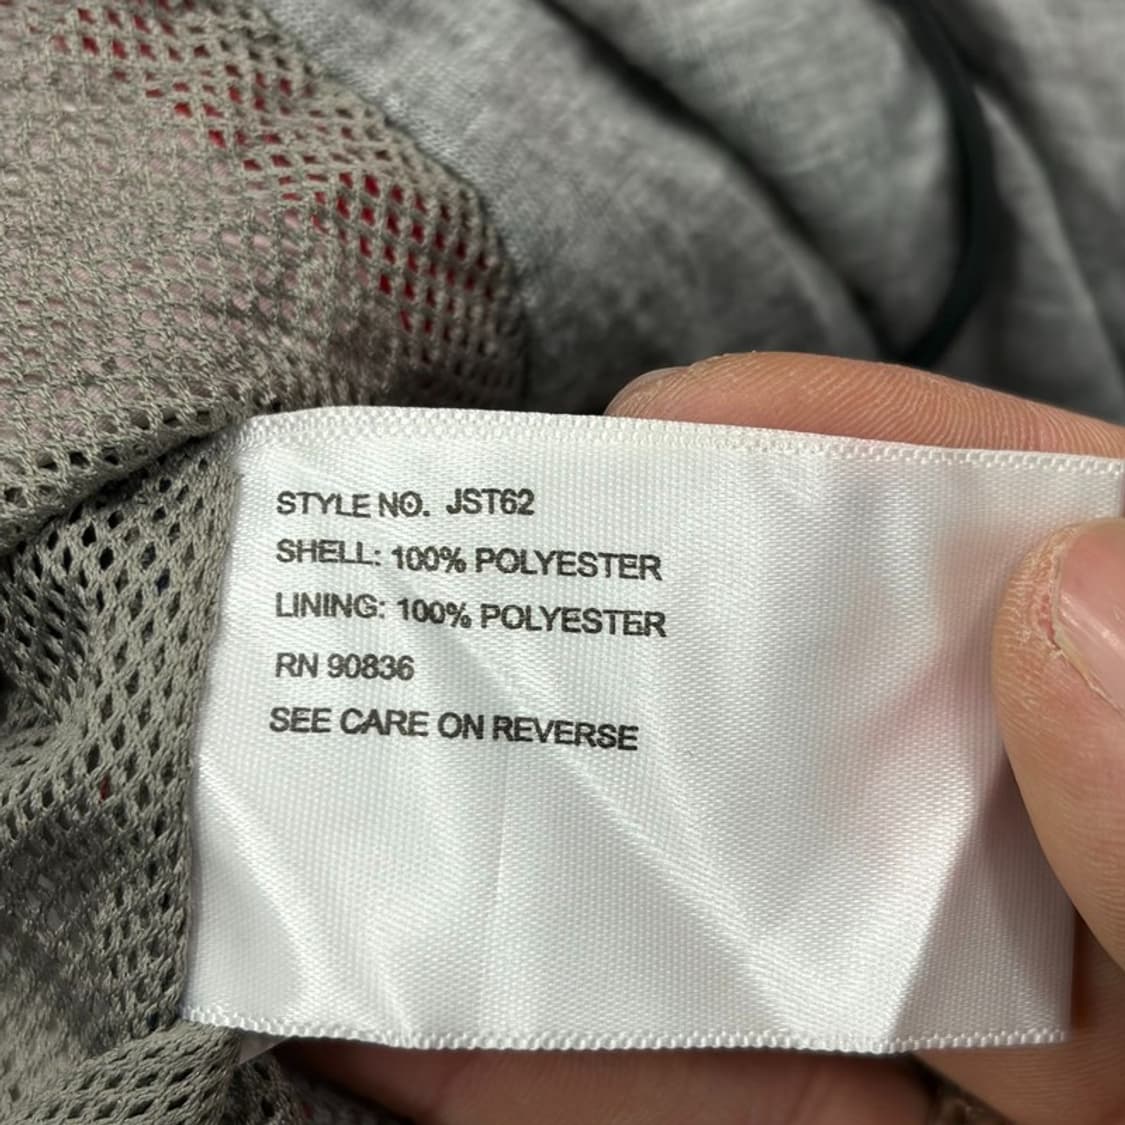 STYLE NO. JST62
SHELL: 100% POLYESTER
LINING: 100% POLYESTER
RN 90836
SEE CARE ON REVERSE